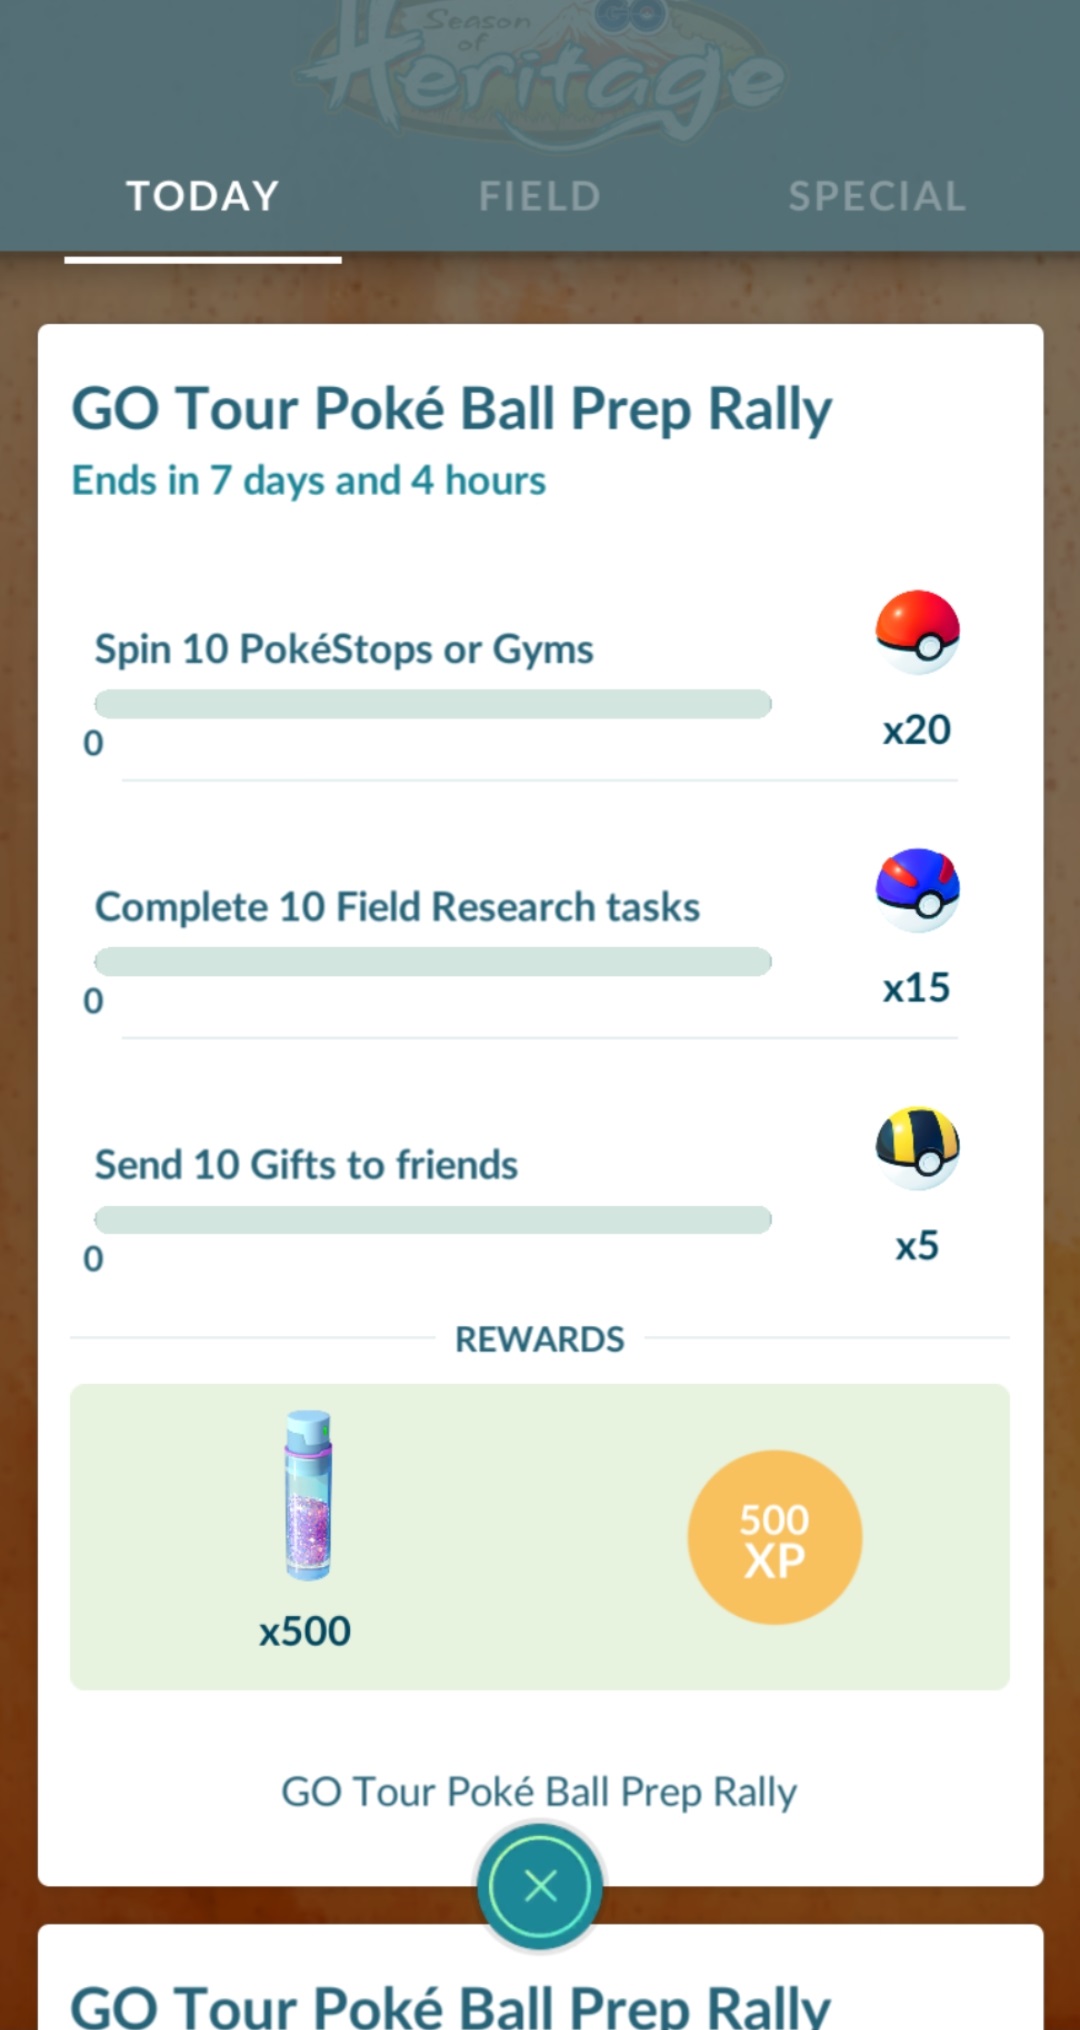 Season
of
GO
Heritage
TODAY FIELD SPECIAL
GO Tour Poké Ball Prep Rally
Ends in 7 days and 4 hours
Spin 10 PokéStops or Gyms
0
x20
Complete 10 Field Research tasks
0
x15
Send 10 Gifts to friends
0
x5
REWARDS
500
XP
x500
GO Tour Poké Ball Prep Rally
GO Tour Poké Ball Prep Rally